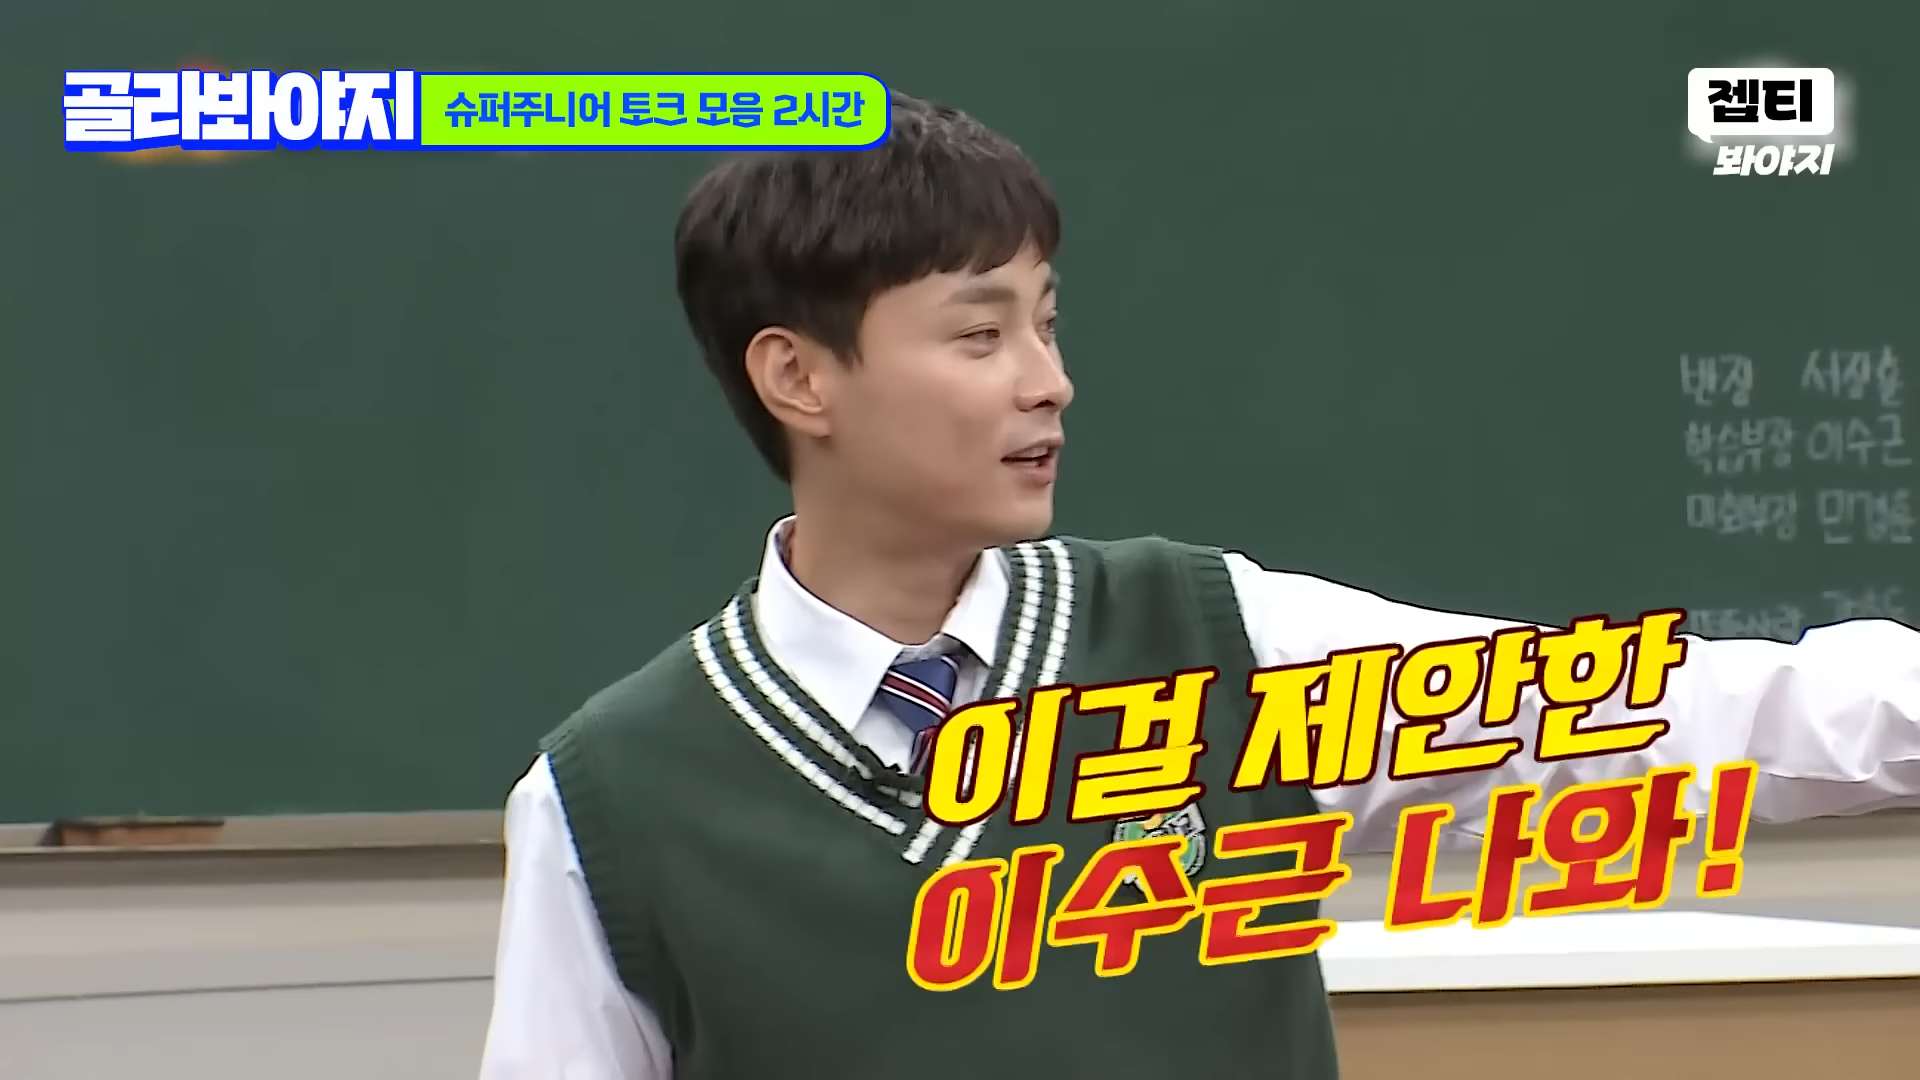 골라봐야지 슈퍼주니어 토크 모음 2시간
젭티
봐야지
반장 서장훈
학습부장 이수근
미화부장 민경훈
이걸 제안한
이수근 나와!